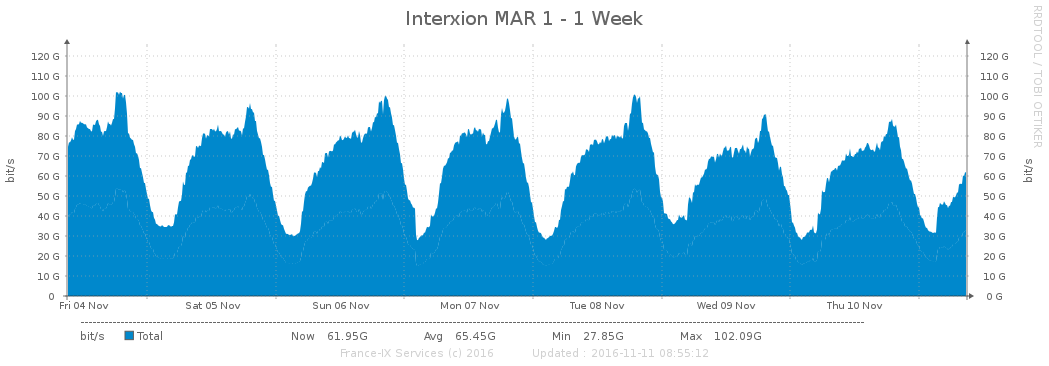 Interxion MAR 1 - 1 Week
RRDTOOL / TOBI OETIKER
bit/s
120 G 120 G
110 G 110 G
100 G 100 G
90 G 90 G
80 G 80 G
70 G 70 G
60 G 60 G
50 G 50 G
40 G 40 G
30 G 30 G
20 G 20 G
10 G 10 G
0 0 G
bit/s
Fri 04 Nov Sat 05 Nov Sun 06 Nov Mon 07 Nov Tue 08 Nov Wed 09 Nov Thu 10 Nov
bit/s Total Now 61.95G Avg 65.45G Min 27.85G Max 102.09G
France-IX Services (c) 2016 Updated : 2016-11-11 08:55:12